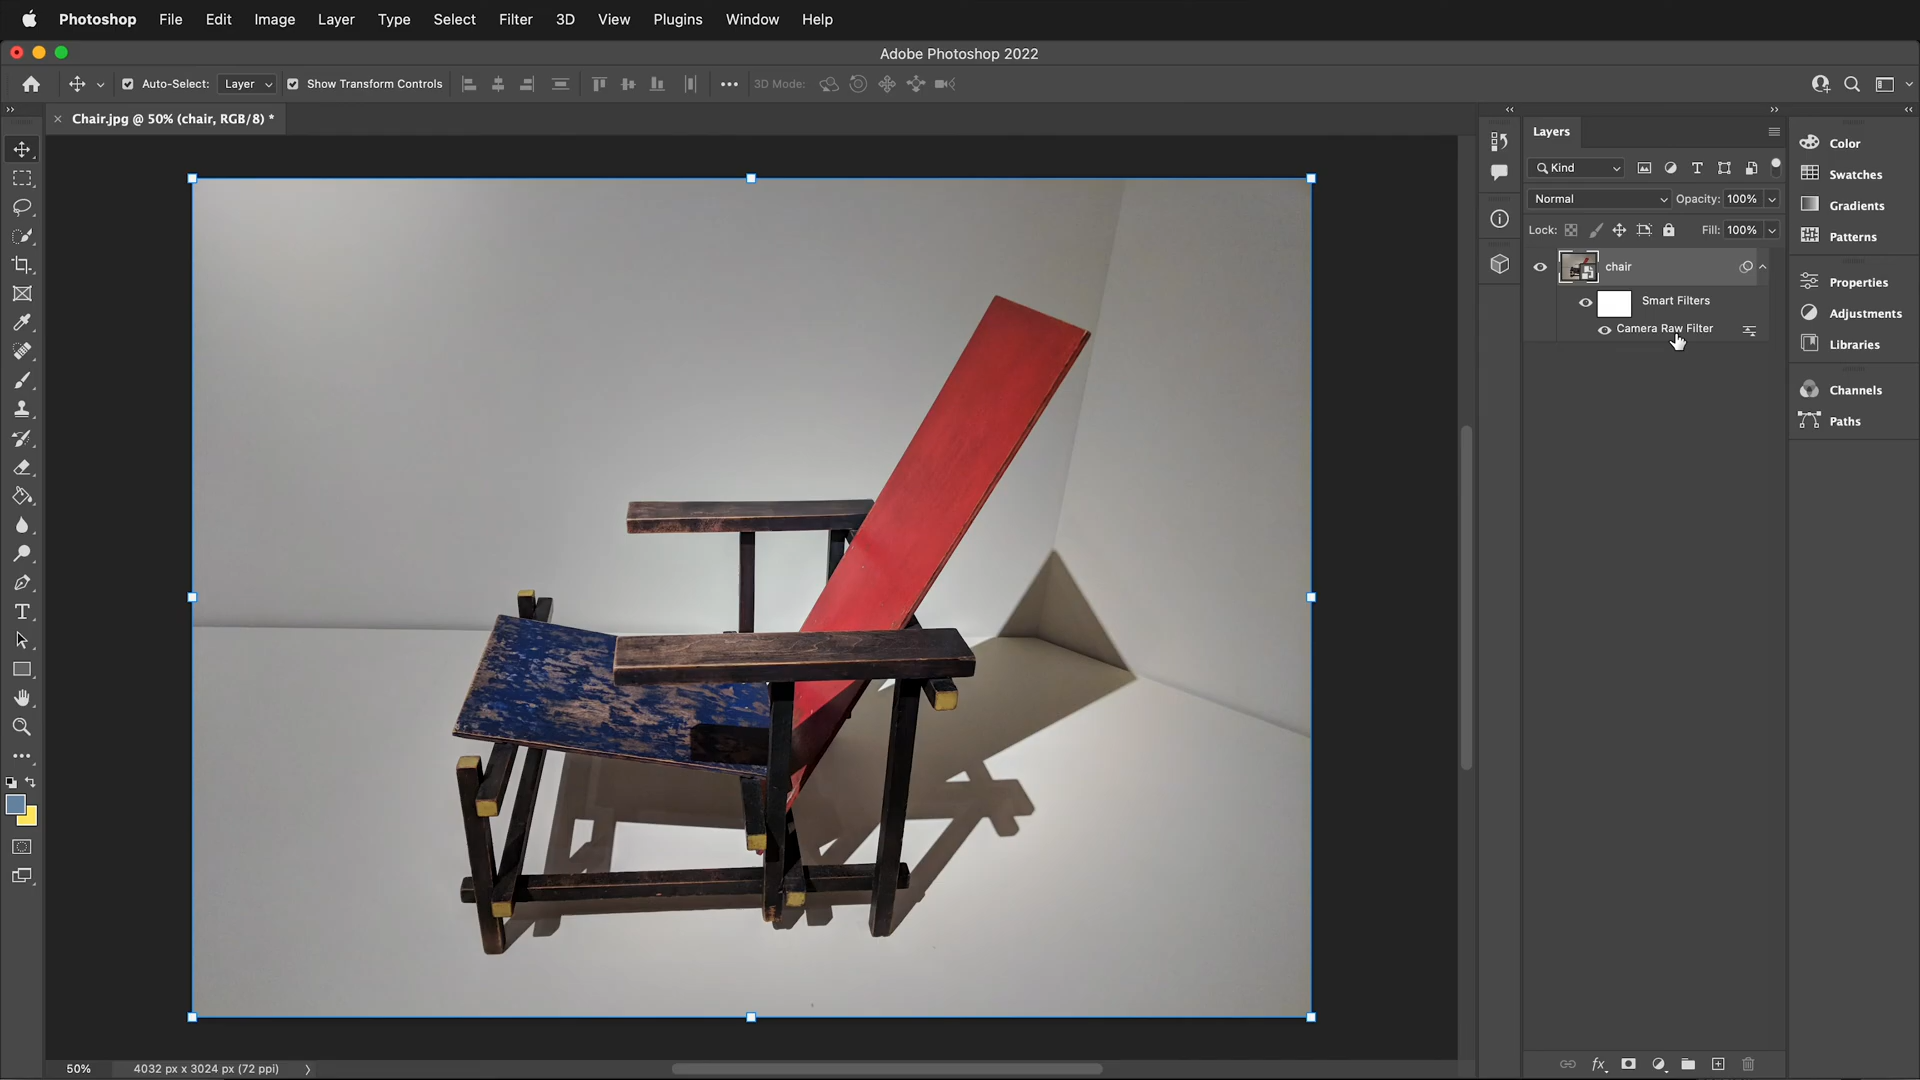 Photoshop File Edit Image Layer Type Select Filter 3D View Plugins Window Help
Adobe Photoshop 2022
Auto-Select: Layer Show Transform Controls 3D Mode:
Chair.jpg @ 50% (chair, RGB/8) *
Layers
Kind
Normal Opacity: 100%
Lock: Fill: 100%
chair
Smart Filters
Camera Raw Filter
Color
Swatches
Gradients
Patterns
Properties
Adjustments
Libraries
Channels
Paths
50% 4032 px x 3024 px (72 ppi)